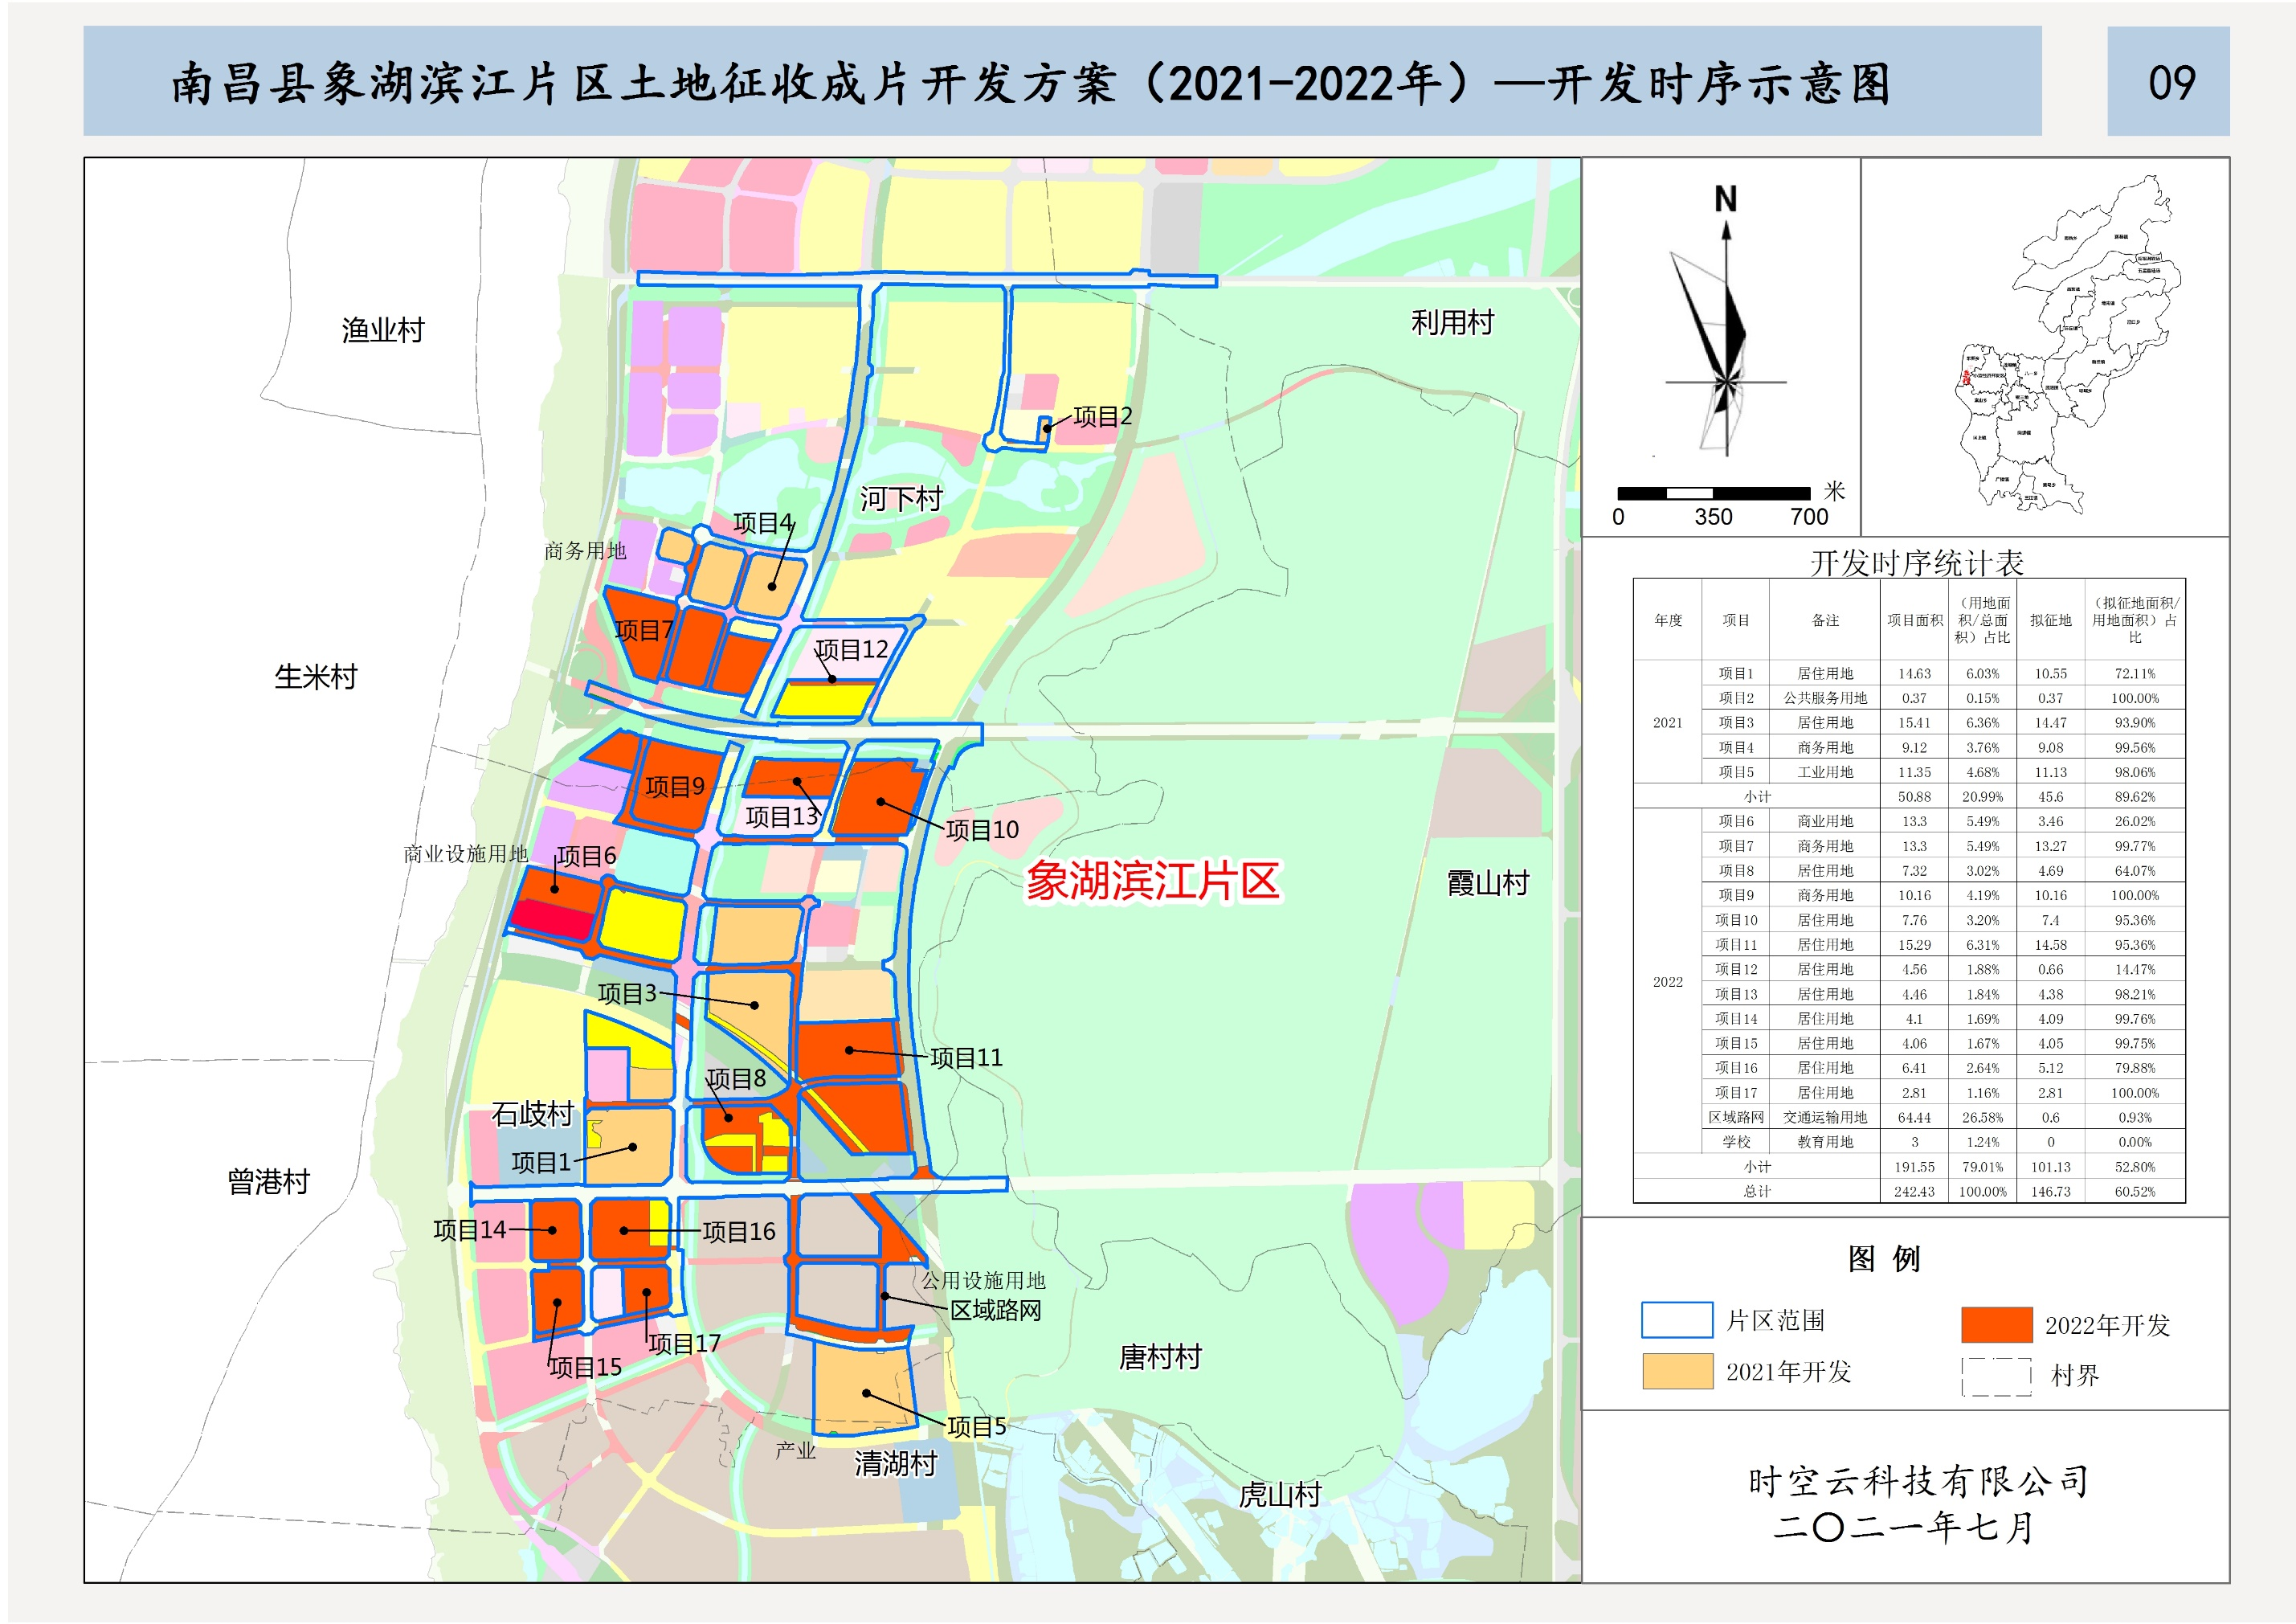 南昌县象湖滨江片区土地征收成片开发方案（2021-2022年）—开发时序示意图
09
渔业村
利用村
项目2
河下村
项目4
商务用地
项目7
项目12
生米村
项目9
项目13
项目10
商业设施用地
项目6
象湖滨江片区
霞山村
项目3
项目11
项目8
石歧村
项目1
曾港村
项目14
项目16
公用设施用地
区域路网
项目17
项目15
唐村村
项目5
产业
清湖村
虎山村
N
米
0 350 700
开发时序统计表
年度 项目 备注 项目面积 （用地面积/总面积）占比 拟征地 （拟征地面积/用地面积）占比
2021
项目1 居住用地 14.63 6.03% 10.55 72.11%
项目2 公共服务用地 0.37 0.15% 0.37 100.00%
项目3 居住用地 15.41 6.36% 14.47 93.90%
项目4 商务用地 9.12 3.76% 9.08 99.56%
项目5 工业用地 11.35 4.68% 11.13 98.06%
小计 50.88 20.99% 45.6 89.62%
2022
项目6 商业用地 13.3 5.49% 3.46 26.02%
项目7 商务用地 13.3 5.49% 13.27 99.77%
项目8 居住用地 7.32 3.02% 4.69 64.07%
项目9 商务用地 10.16 4.19% 10.16 100.00%
项目10 居住用地 7.76 3.20% 7.4 95.36%
项目11 居住用地 15.29 6.31% 14.58 95.36%
项目12 居住用地 4.56 1.88% 0.66 14.47%
项目13 居住用地 4.46 1.84% 4.38 98.21%
项目14 居住用地 4.1 1.69% 4.09 99.76%
项目15 居住用地 4.06 1.67% 4.05 99.75%
项目16 居住用地 6.41 2.64% 5.12 79.88%
项目17 居住用地 2.81 1.16% 2.81 100.00%
区域路网 交通运输用地 64.44 26.58% 0.6 0.93%
学校 教育用地 3 1.24% 0 0.00%
小计 191.55 79.01% 101.13 52.80%
总计 242.43 100.00% 146.73 60.52%
图 例
片区范围
2022年开发
2021年开发
村界
时空云科技有限公司
二〇二一年七月